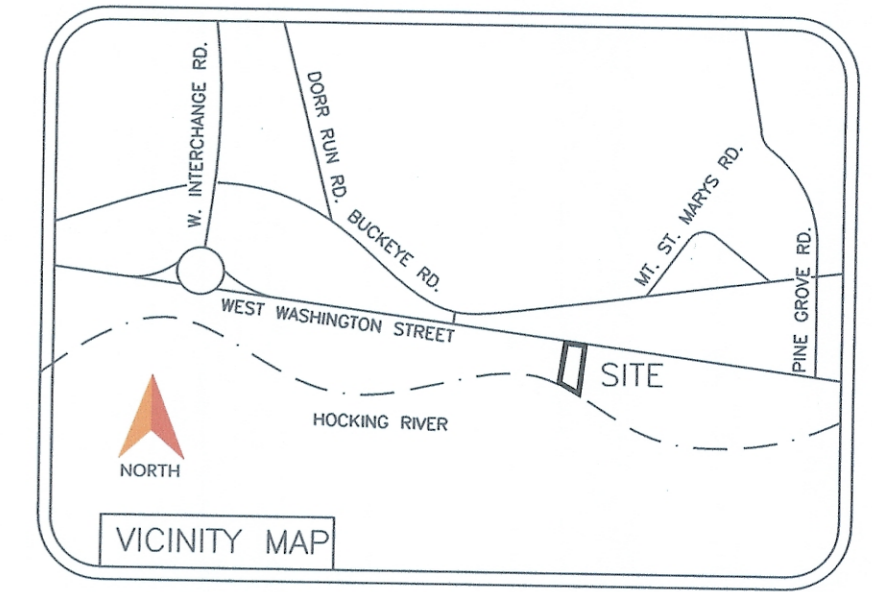 W. INTERCHANGE RD.
DORR RUN RD.
BUCKEYE RD.
MT. ST. MARYS RD.
PINE GROVE RD.
WEST WASHINGTON STREET
SITE
HOCKING RIVER
NORTH
VICINITY MAP